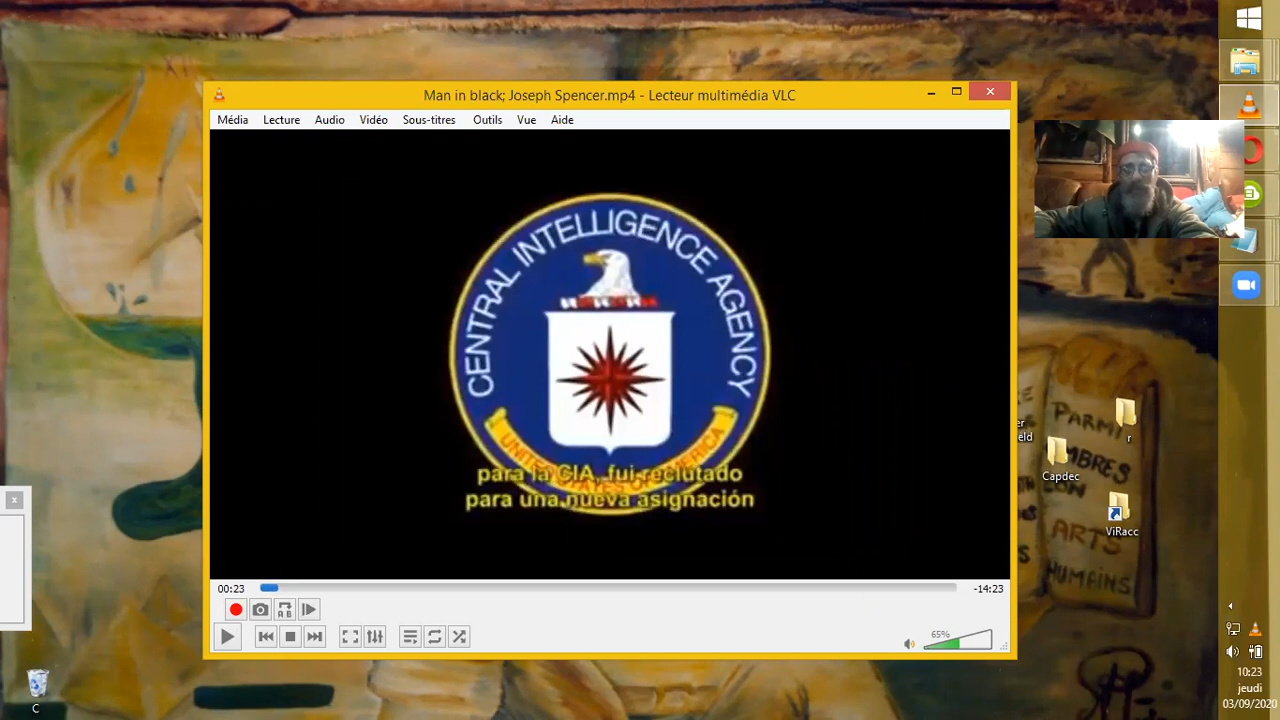 Man in black; Joseph Spencer.mp4 - Lecteur multimédia VLC
Média Lecture Audio Vidéo Sous-titres Outils Vue Aide
CENTRAL INTELLIGENCE AGENCY
UNITED STATES OF AMERICA
para la CIA, fui reclutado
para una nueva asignación
00:23
-14:23
65%
PARMI
ARTS
HUMAINS
r
eld
Capdec
ViRacc
x
C
10:23
jeudi
03/09/2020